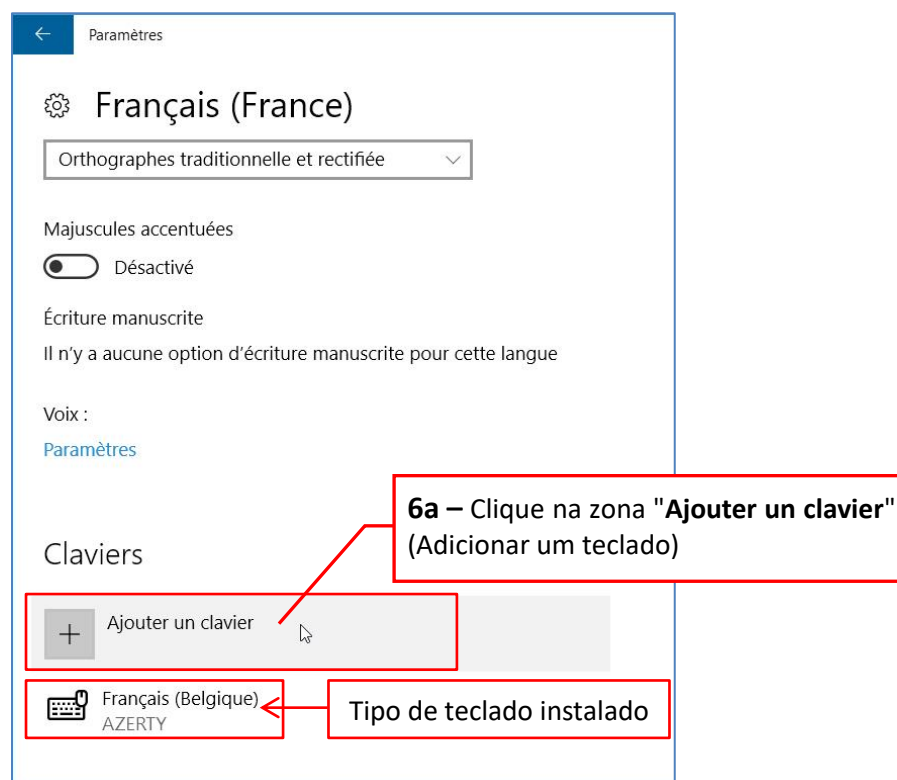 Paramètres
Français (France)
Orthographes traditionnelle et rectifiée
Majuscules accentuées
Désactivé
Écriture manuscrite
Il n’y a aucune option d’écriture manuscrite pour cette langue
Voix :
Paramètres
6a – Clique na zona "Ajouter un clavier"
(Adicionar um teclado)
Claviers
Ajouter un clavier
Français (Belgique)
AZERTY
Tipo de teclado instalado